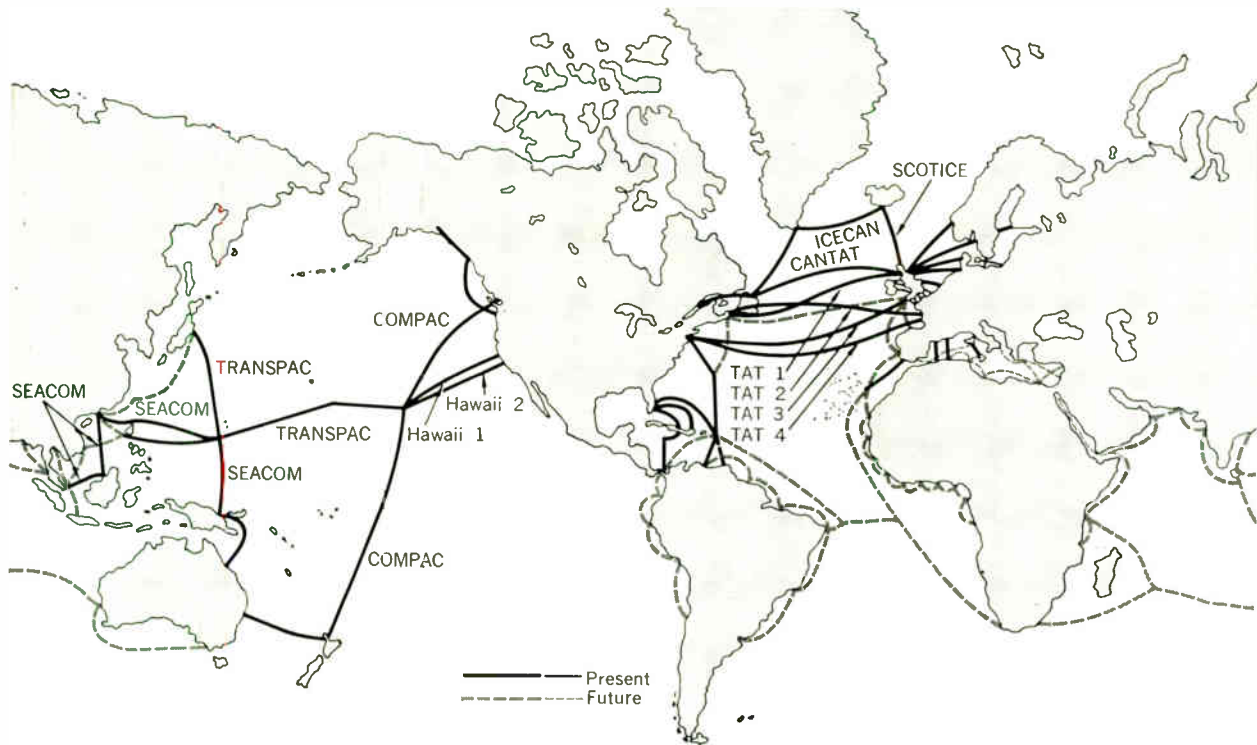 SCOTICE
ICECAN
CANTAT
COMPAC
TRANSPAC
SEACOM
SEACOM
Hawaii 2
TRANSPAC
Hawaii 1
TAT 1
TAT 2
TAT 3
TAT 4
SEACOM
COMPAC
Present
Future